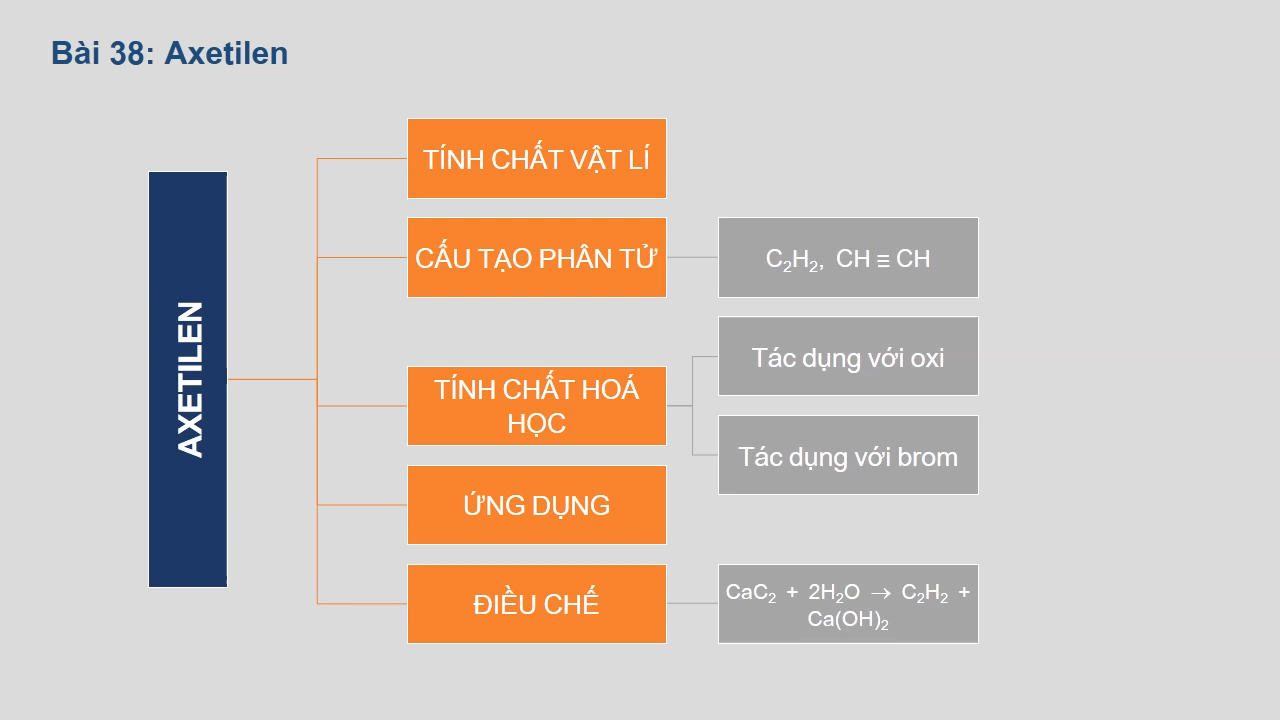 Bài 38: Axetilen
AXETILEN
TÍNH CHẤT VẬT LÍ
CẤU TẠO PHÂN TỬ
C₂H₂, CH ≡ CH
TÍNH CHẤT HOÁ
HỌC
Tác dụng với oxi
Tác dụng với brom
ỨNG DỤNG
ĐIỀU CHẾ
CaC₂ + 2H₂O → C₂H₂ +
Ca(OH)₂